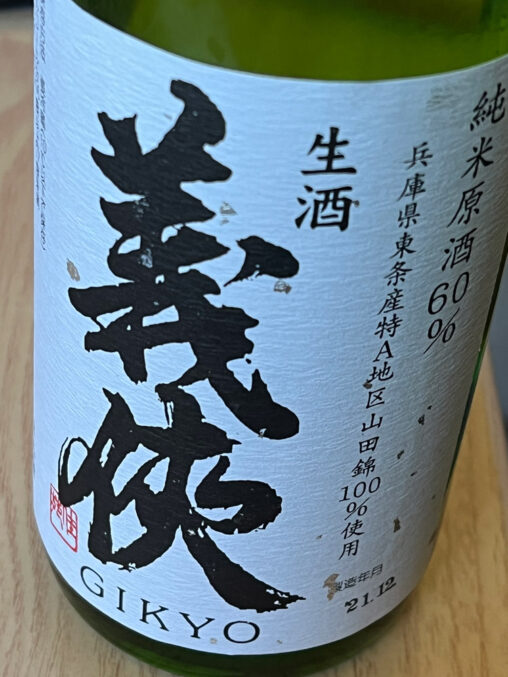 純米原酒60%
兵庫県東条産特A地区山田錦100%使用
生酒
義侠
GIKYO
製造年月
'21.12